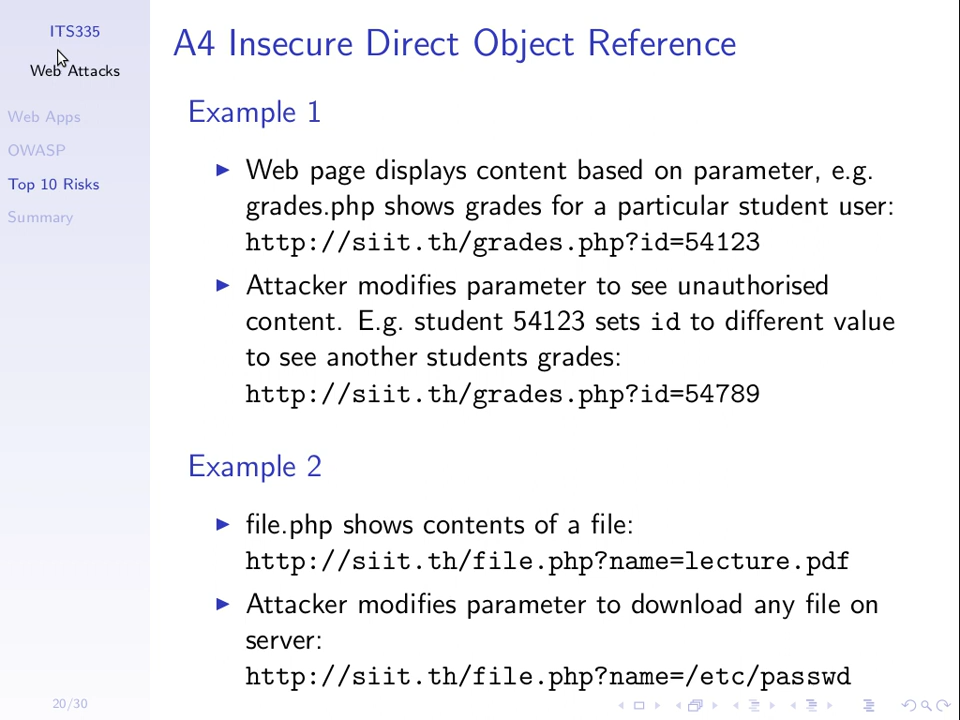 ITS335
Web Attacks
Web Apps
OWASP
Top 10 Risks
Summary
A4 Insecure Direct Object Reference
Example 1
Web page displays content based on parameter, e.g.
grades.php shows grades for a particular student user:
http://siit.th/grades.php?id=54123
Attacker modifies parameter to see unauthorised
content. E.g. student 54123 sets id to different value
to see another students grades:
http://siit.th/grades.php?id=54789
Example 2
file.php shows contents of a file:
http://siit.th/file.php?name=lecture.pdf
Attacker modifies parameter to download any file on
server:
http://siit.th/file.php?name=/etc/passwd
20/30